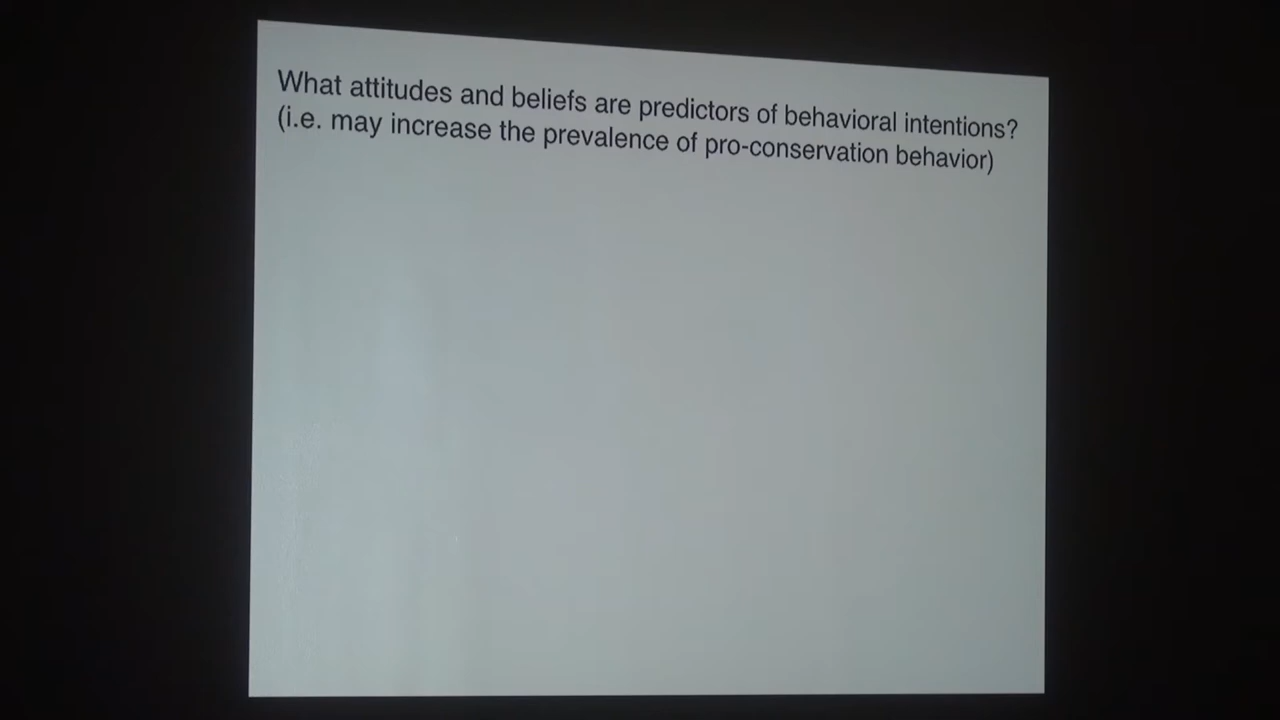 What attitudes and beliefs are predictors of behavioral intentions?
(i.e. may increase the prevalence of pro-conservation behavior)